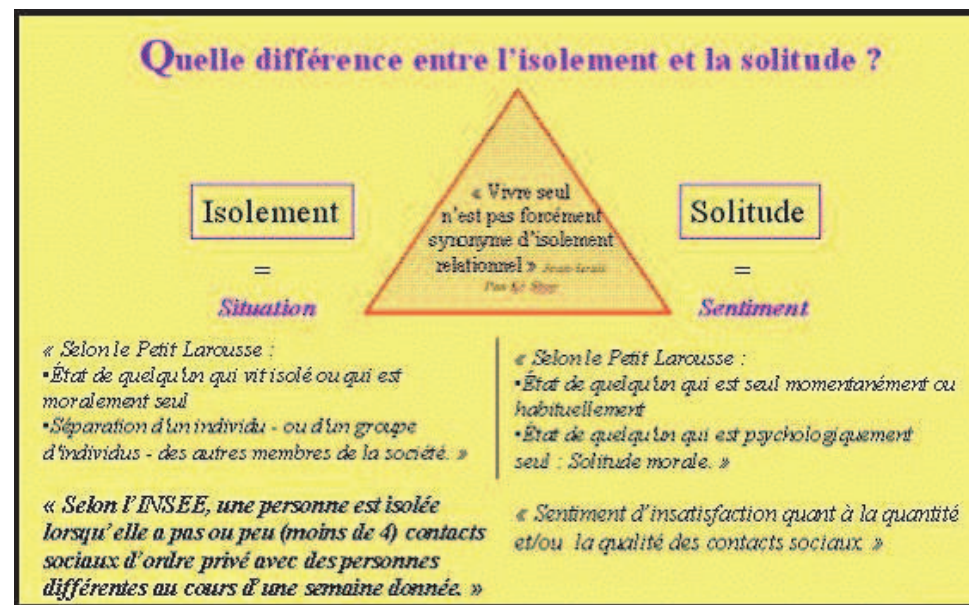 Quelle différence entre l'isolement et la solitude ?
« Vivre seul
n'est pas forcément
synonyme d'isolement
relationnel » Jean-Louis
Isolement
=
Situation
Solitude
=
Sentiment
« Selon le Petit Larousse :
•État de quelqu'un qui vit isolé ou qui est
moralement seul
•Séparation d'un individu - ou d'un groupe
d'individus - des autres membres de la société. »
« Selon l'INSEE, une personne est isolée
lorsqu'elle a pas ou peu (moins de 4) contacts
sociaux d'ordre privé avec des personnes
différentes au cours d'une semaine donnée. »
« Selon le Petit Larousse :
•État de quelqu'un qui est seul momentanément ou
habituellement
•État de quelqu'un qui est psychologiquement
seul : Solitude morale. »
« Sentiment d'insatisfaction quant à la quantité
et/ou la qualité des contacts sociaux. »